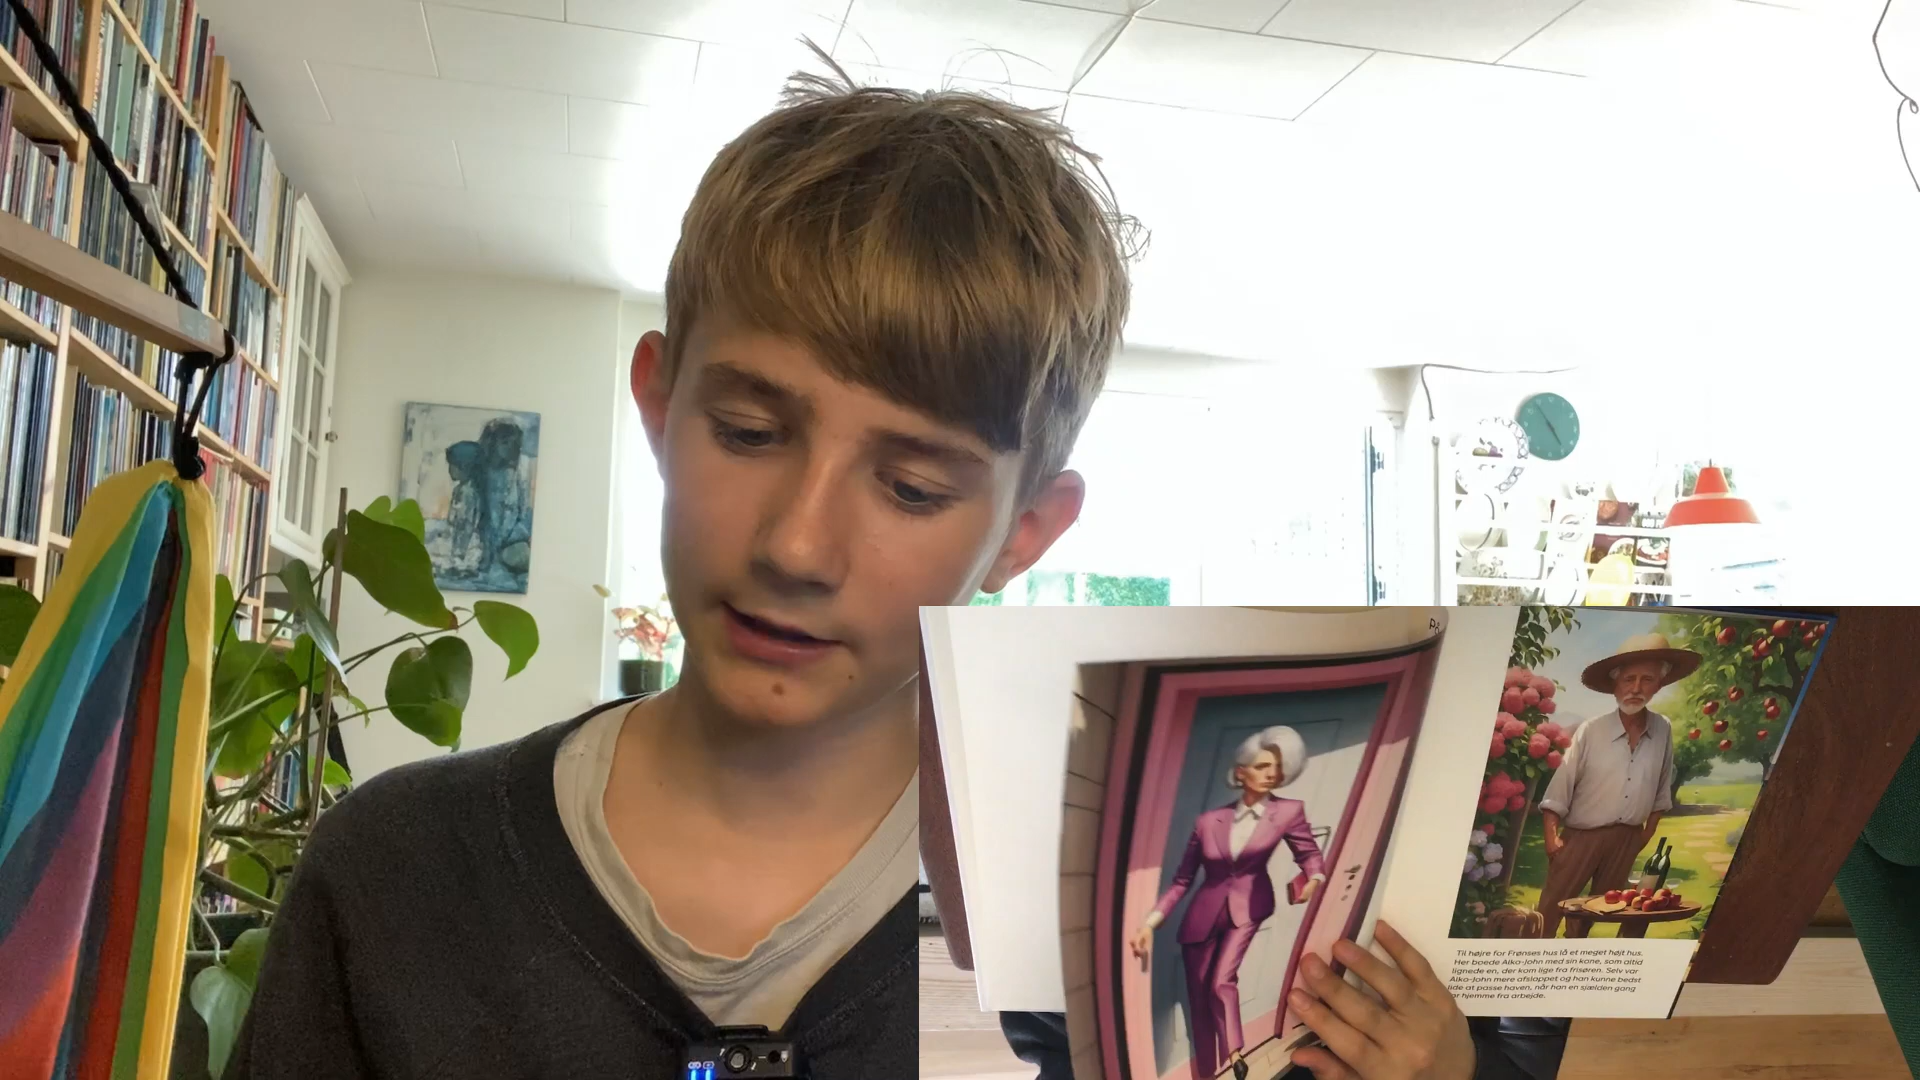 Til højre for Frønses hus lå et meget højt hus.
Her boede Alko-John med sin kone, som altid
lignede en, der kom lige fra frisøren. Selv var
Alko-John mere afslappet og han kunne bedst
lide at passe haven, når han en sjælden gang
var hjemme fra arbejde.